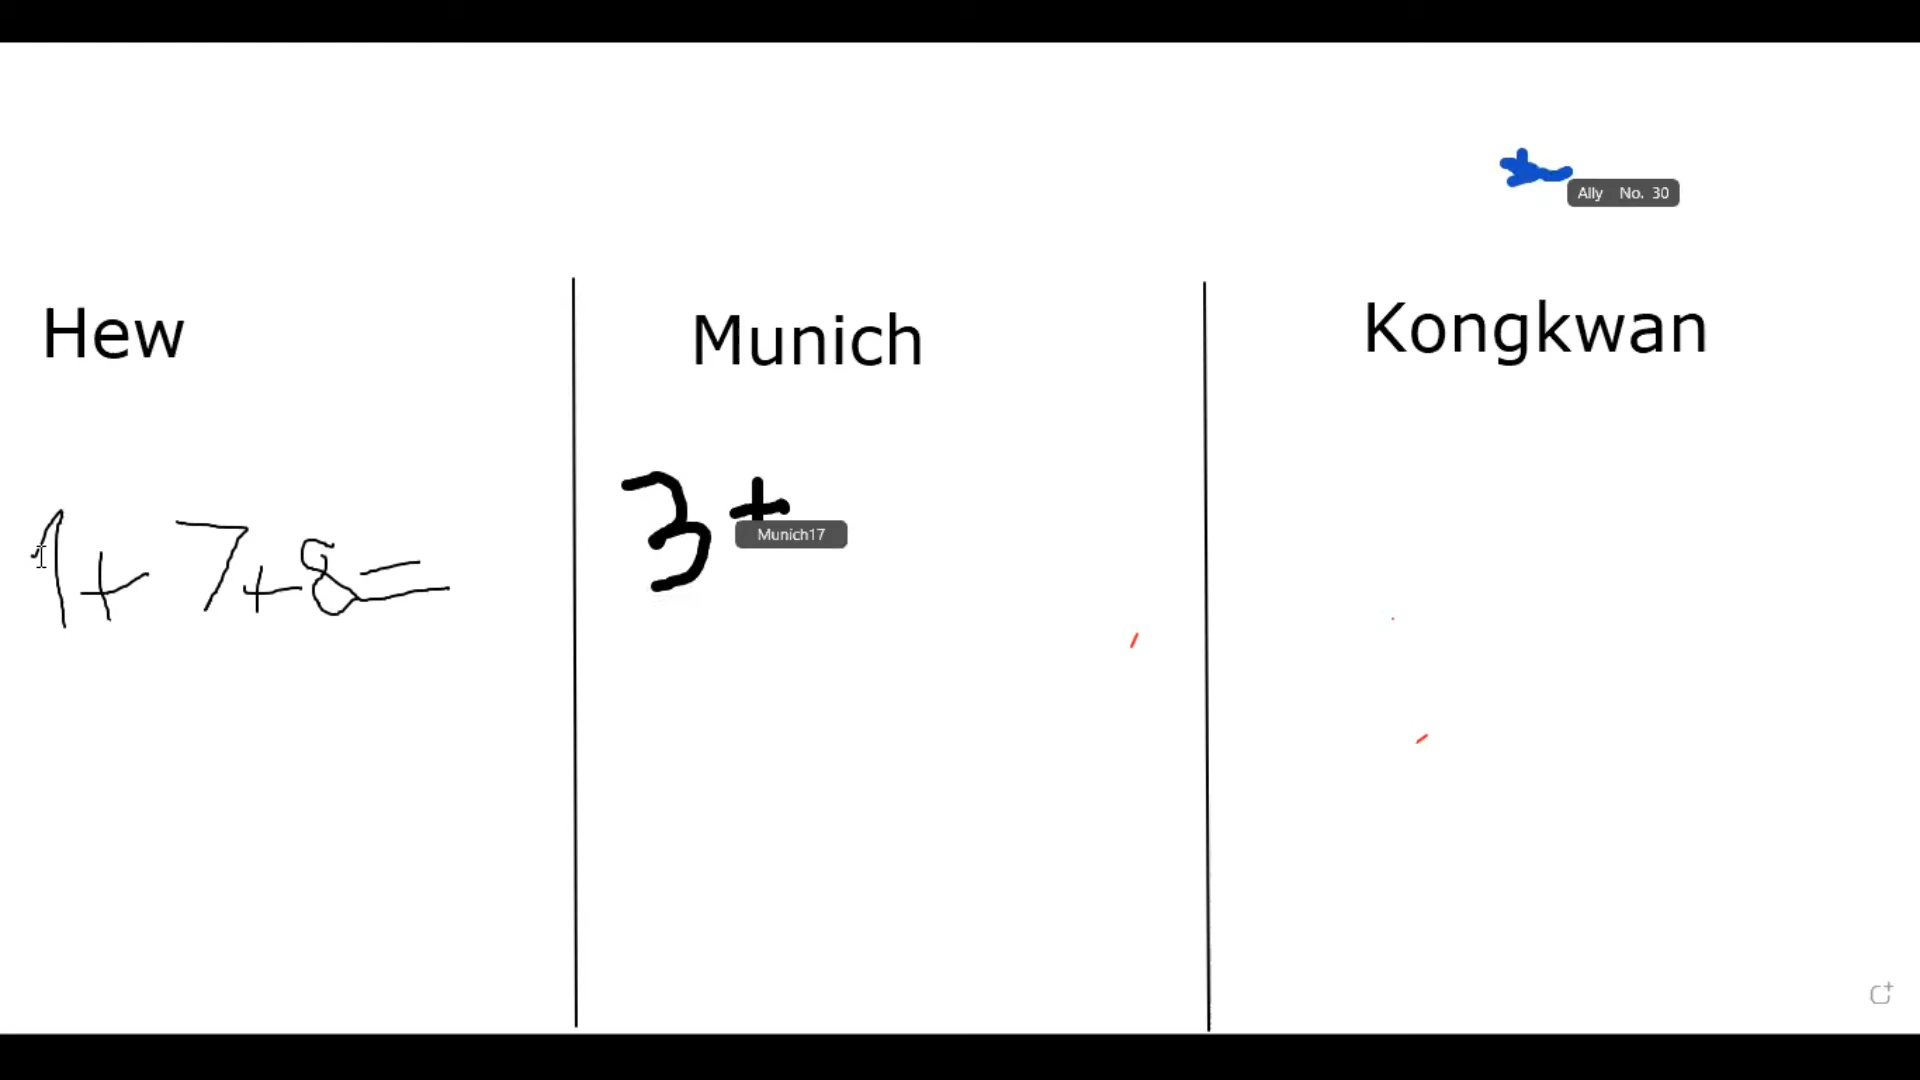 Ally No. 30
Hew
Munich
Kongkwan
1+7+8=
3+
Munich17